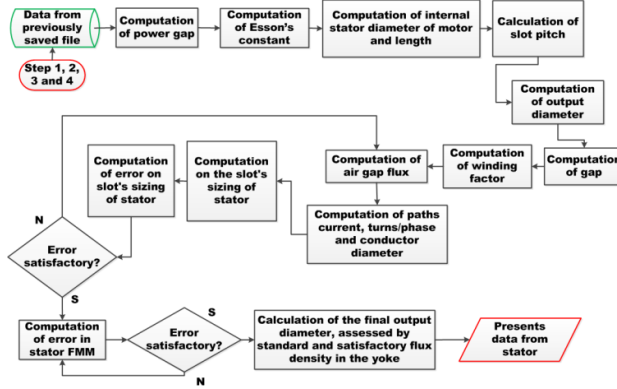 Data from
previously
saved file
Step 1, 2,
3 and 4
Computation
of power gap
Computation
of Esson's
constant
Computation of internal
stator diameter of motor
and length
Calculation of
slot pitch
Computation
of output
diameter
Computation
of gap
Computation
of winding
factor
Computation of
air gap flux
Computation of paths
current, turns/phase
and conductor
diameter
Computation
on the slot's
sizing of
stator
Computation
of error on
slot's sizing of
stator
N
Error
satisfactory?
S
Computation
of error in
stator FMM
S
Error
satisfactory?
N
Calculation of the final output
diameter, assessed by
standard and satisfactory flux
density in the yoke
Presents
data from
stator